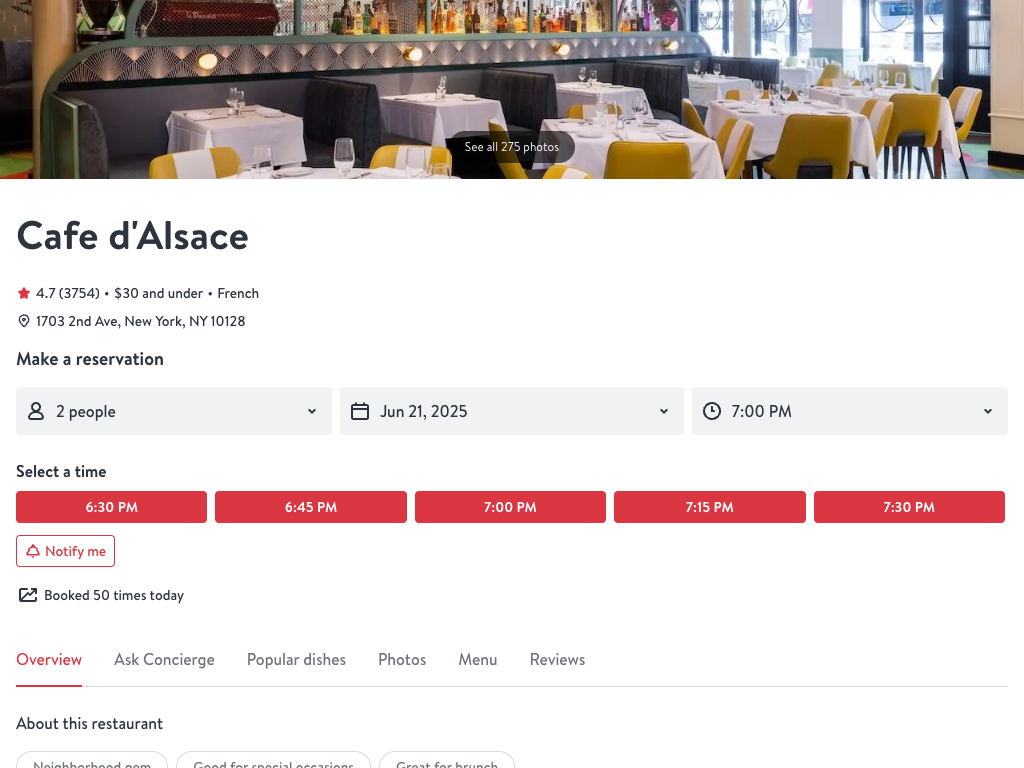 See all 275 photos
Cafe d'Alsace
4.7 (3754) • $30 and under • French
1703 2nd Ave, New York, NY 10128
Make a reservation
2 people
Jun 21, 2025
7:00 PM
Select a time
6:30 PM
6:45 PM
7:00 PM
7:15 PM
7:30 PM
Notify me
Booked 50 times today
Overview
Ask Concierge
Popular dishes
Photos
Menu
Reviews
About this restaurant
Neighborhood gem
Good for special occasions
Great for brunch